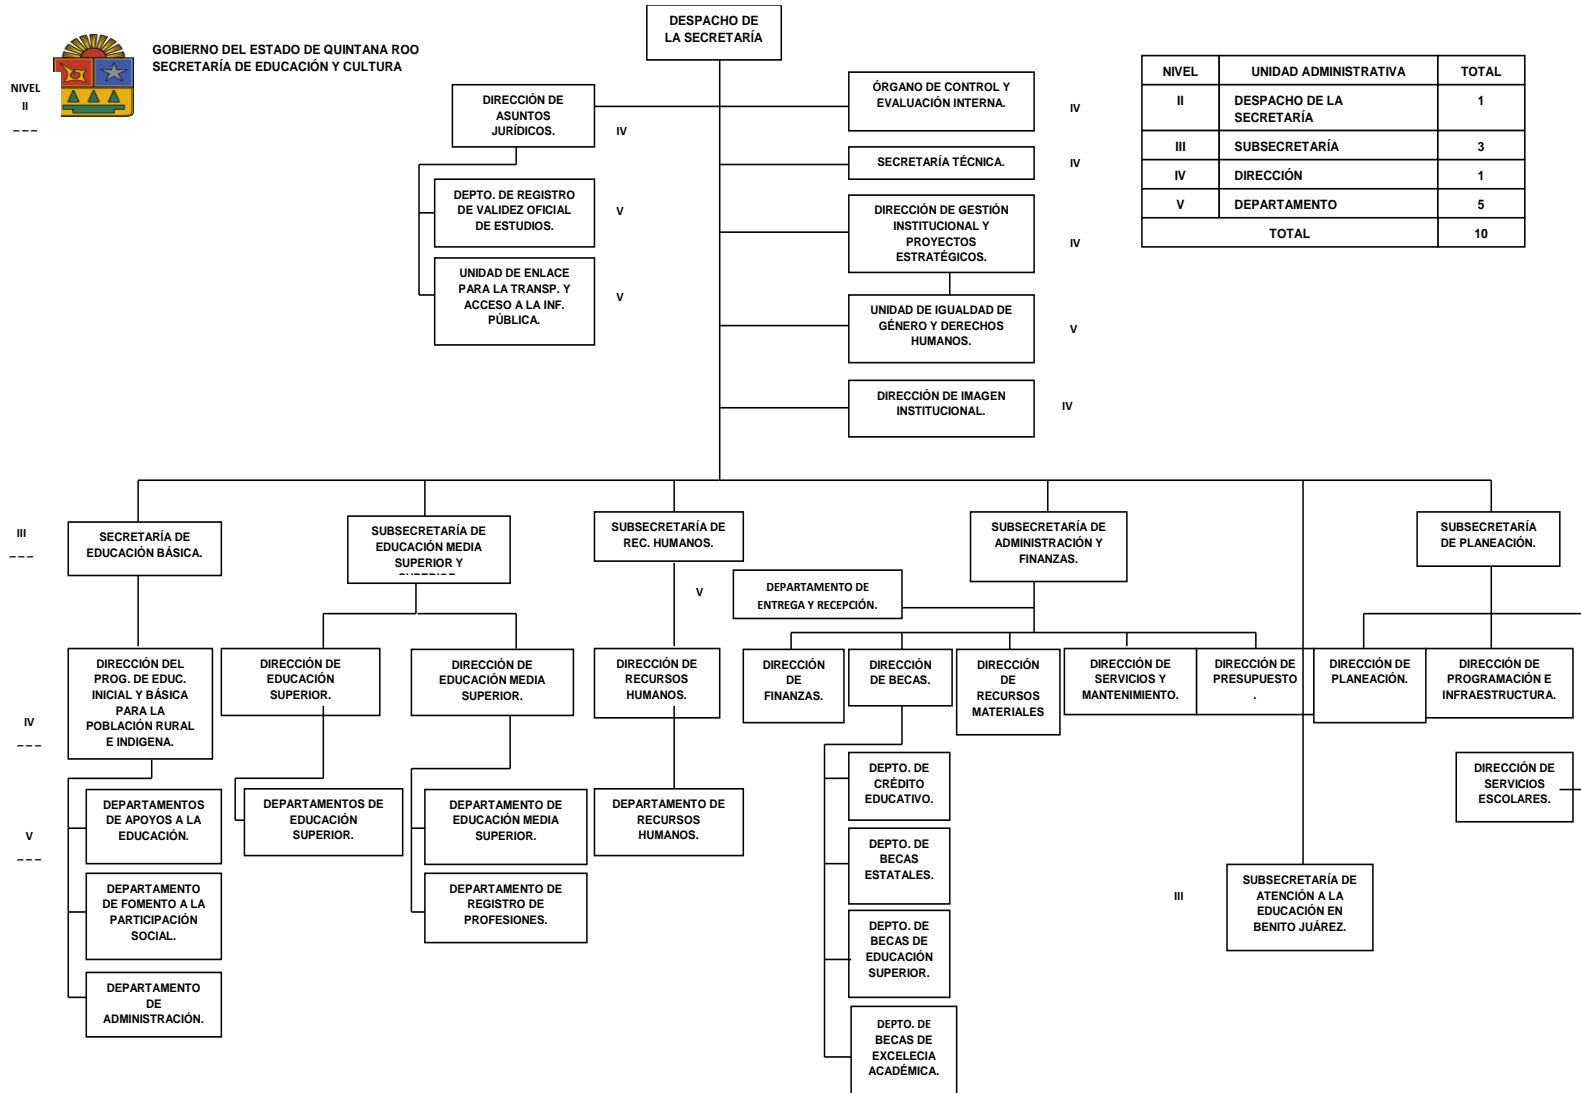 DESPACHO DE
LA SECRETARÍA
GOBIERNO DEL ESTADO DE QUINTANA ROO
SECRETARÍA DE EDUCACIÓN Y CULTURA
NIVEL
II
---
NIVEL UNIDAD ADMINISTRATIVA TOTAL
II DESPACHO DE LA
SECRETARÍA 1
III SUBSECRETARÍA 3
IV DIRECCIÓN 1
V DEPARTAMENTO 5
TOTAL 10
DIRECCIÓN DE
ASUNTOS
JURÍDICOS.
IV
DEPTO. DE REGISTRO
DE VALIDEZ OFICIAL
DE ESTUDIOS.
V
UNIDAD DE ENLACE
PARA LA TRANSP. Y
ACCESO A LA INF.
PÚBLICA.
V
ÓRGANO DE CONTROL Y
EVALUACIÓN INTERNA.
IV
SECRETARÍA TÉCNICA.
IV
DIRECCIÓN DE GESTIÓN
INSTITUCIONAL Y
PROYECTOS
ESTRATÉGICOS.
IV
UNIDAD DE IGUALDAD DE
GÉNERO Y DERECHOS
HUMANOS.
V
DIRECCIÓN DE IMAGEN
INSTITUCIONAL.
IV
III
---
SECRETARÍA DE
EDUCACIÓN BÁSICA.
SUBSECRETARÍA DE
EDUCACIÓN MEDIA
SUPERIOR Y
SUBSECRETARÍA DE
REC. HUMANOS.
SUBSECRETARÍA DE
ADMINISTRACIÓN Y
FINANZAS.
SUBSECRETARÍA
DE PLANEACIÓN.
V
DEPARTAMENTO DE
ENTREGA Y RECEPCIÓN.
IV
---
DIRECCIÓN DEL
PROG. DE EDUC.
INICIAL Y BÁSICA
PARA LA
POBLACIÓN RURAL
E INDIGENA.
DIRECCIÓN DE
EDUCACIÓN
SUPERIOR.
DIRECCIÓN DE
EDUCACIÓN MEDIA
SUPERIOR.
DIRECCIÓN DE
RECURSOS
HUMANOS.
DIRECCIÓN
DE
FINANZAS.
DIRECCIÓN
DE BECAS.
DIRECCIÓN
DE
RECURSOS
MATERIALES
DIRECCIÓN DE
SERVICIOS Y
MANTENIMIENTO.
DIRECCIÓN DE
PRESUPUESTO
.
DIRECCIÓN DE
PLANEACIÓN.
DIRECCIÓN DE
PROGRAMACIÓN E
INFRAESTRUCTURA.
V
---
DEPARTAMENTOS
DE APOYOS A LA
EDUCACIÓN.
DEPARTAMENTO
DE FOMENTO A LA
PARTICIPACIÓN
SOCIAL.
DEPARTAMENTO
DE
ADMINISTRACIÓN.
DEPARTAMENTOS DE
EDUCACIÓN
SUPERIOR.
DEPARTAMENTO DE
EDUCACIÓN MEDIA
SUPERIOR.
DEPARTAMENTO DE
REGISTRO DE
PROFESIONES.
DEPARTAMENTO DE
RECURSOS
HUMANOS.
DEPTO. DE
CRÉDITO
EDUCATIVO.
DEPTO. DE
BECAS
ESTATALES.
DEPTO. DE
BECAS DE
EDUCACIÓN
SUPERIOR.
DEPTO. DE
BECAS DE
EXCELECIA
ACADÉMICA.
DIRECCIÓN DE
SERVICIOS
ESCOLARES.
III
SUBSECRETARÍA DE
ATENCIÓN A LA
EDUCACIÓN EN
BENITO JUÁREZ.